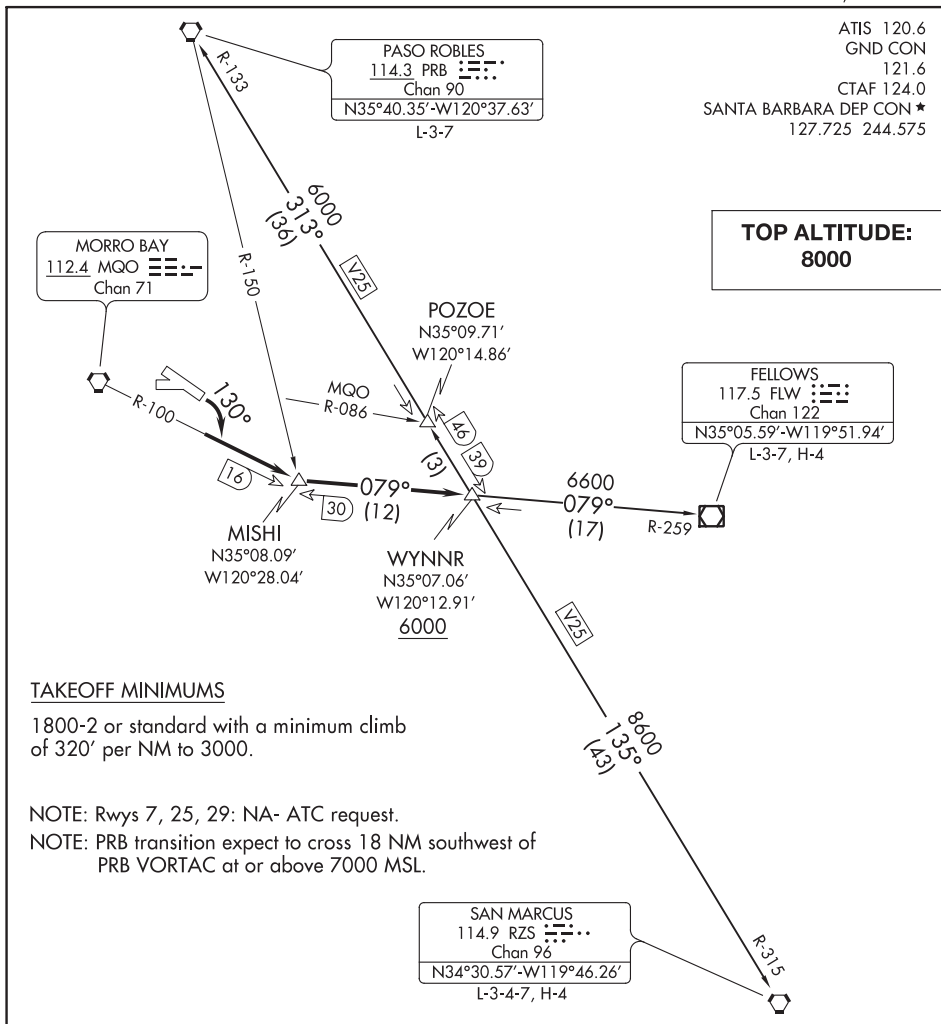 ATIS 120.6
GND CON
121.6
CTAF 124.0
SANTA BARBARA DEP CON ★
127.725 244.575
TOP ALTITUDE:
8000
PASO ROBLES
114.3 PRB
Chan 90
N35°40.35'-W120°37.63'
L-3-7
R-133
6000
313°
(36)
V25
R-150
MORRO BAY
112.4 MQO
Chan 71
R-100
130°
16
30
MISHI
N35°08.09'
W120°28.04'
079°
(12)
MQO
R-086
POZOE
N35°09.71'
W120°14.86'
46
39
(3)
WYNNR
N35°07.06'
W120°12.91'
6000
6600
079°
(17)
R-259
FELLOWS
117.5 FLW
Chan 122
N35°05.59'-W119°51.94'
L-3-7, H-4
V25
8600
135°
(43)
R-315
TAKEOFF MINIMUMS
1800-2 or standard with a minimum climb
of 320' per NM to 3000.
NOTE: Rwys 7, 25, 29: NA- ATC request.
NOTE: PRB transition expect to cross 18 NM southwest of
PRB VORTAC at or above 7000 MSL.
SAN MARCUS
114.9 RZS
Chan 96
N34°30.57'-W119°46.26'
L-3-4-7, H-4